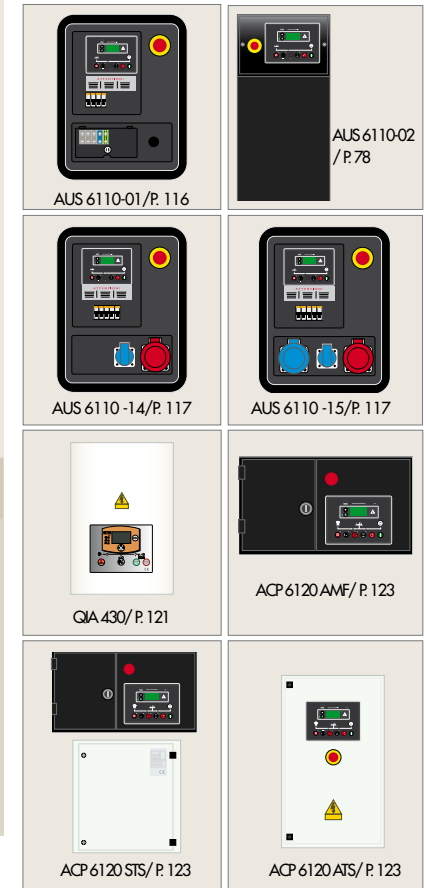 AUS 6110-01/P. 116
AUS 6110-02
/ P. 78
AUS 6110 -14/P. 117
AUS 6110 -15/P. 117
QIA 430/ P. 121
ACP 6120 AMF/ P. 123
ACP 6120 STS/ P. 123
ACP 6120 ATS/ P. 123